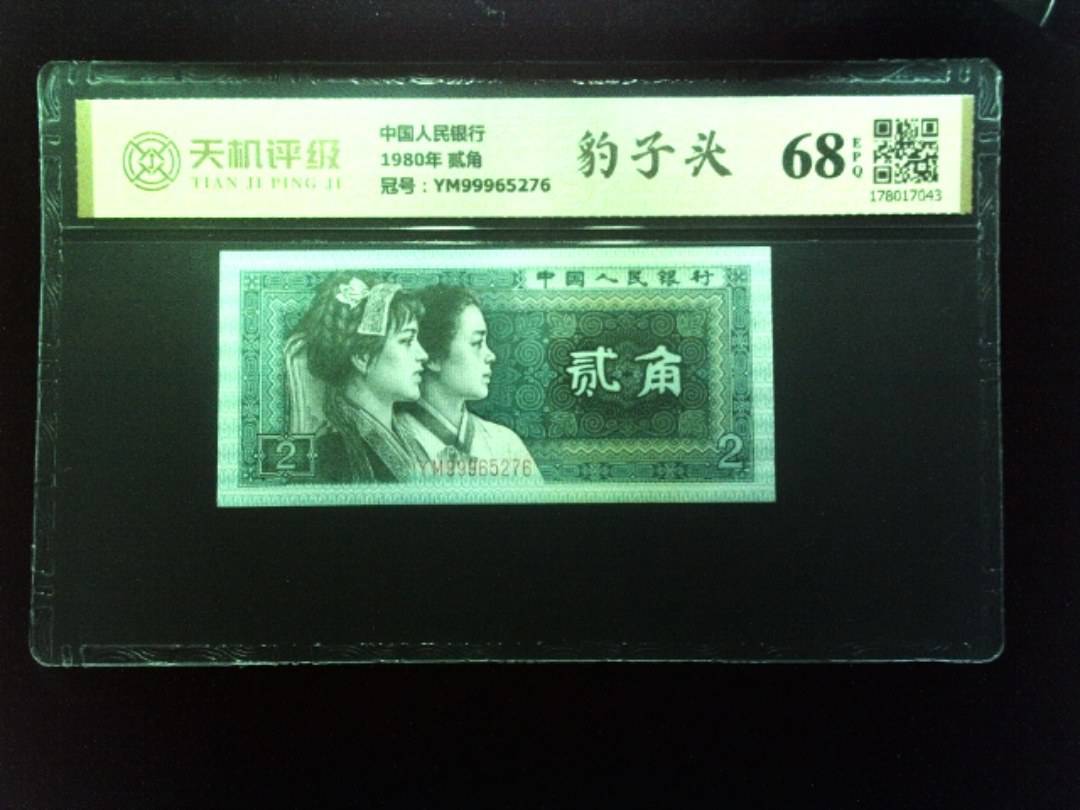 天机评级
TIAN JI PING JI
中国人民银行
1980年 贰角
冠号：YM99965276
豹子头
68
EPQ
178017043
中国人民银行
贰角
2
YM99965276
2